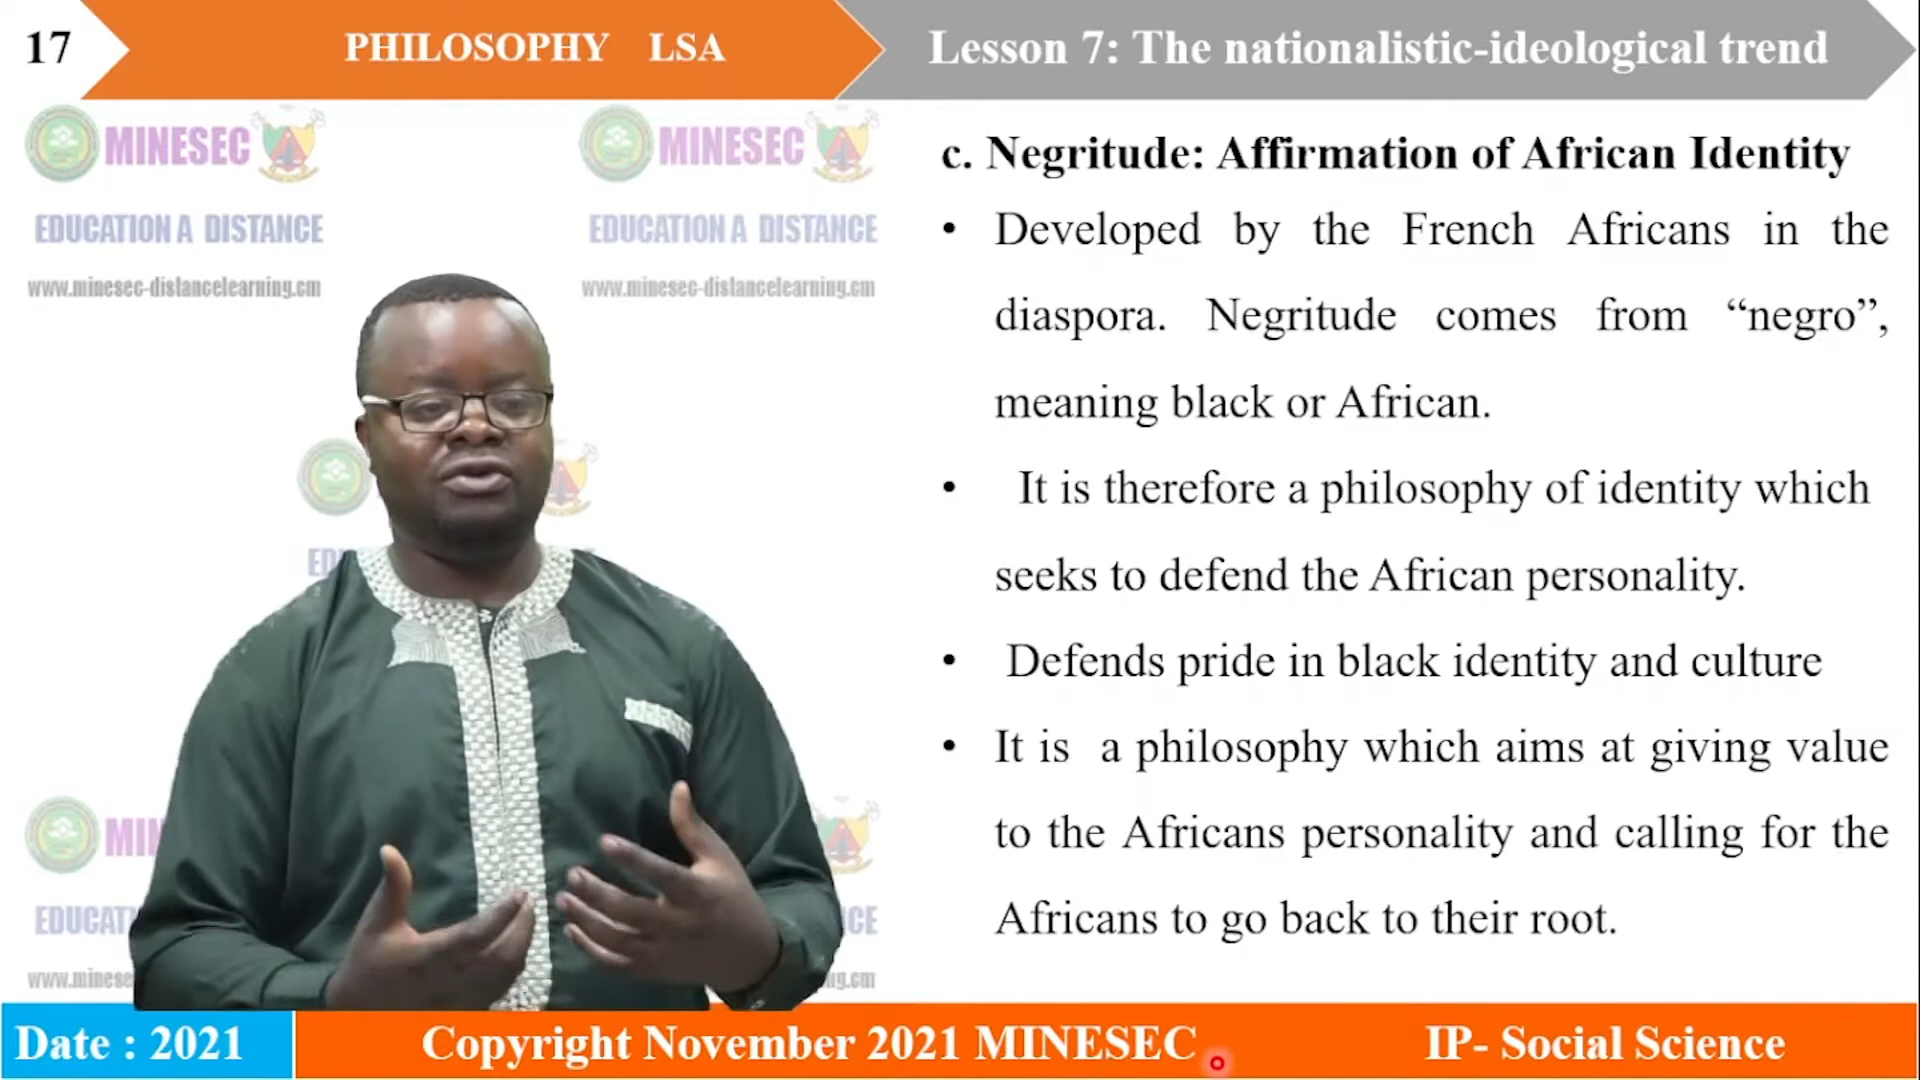 17
PHILOSOPHY LSA
Lesson 7: The nationalistic-ideological trend
MINESEC
EDUCATION A DISTANCE
www.minesec-distancelearning.cm
MINESEC
EDUCATION A DISTANCE
www.minesec-distancelearning.cm
c. Negritude: Affirmation of African Identity
• Developed by the French Africans in the
diaspora. Negritude comes from “negro”,
meaning black or African.
• It is therefore a philosophy of identity which
seeks to defend the African personality.
• Defends pride in black identity and culture
• It is a philosophy which aims at giving value
to the Africans personality and calling for the
Africans to go back to their root.
Date : 2021
Copyright November 2021 MINESEC
IP- Social Science